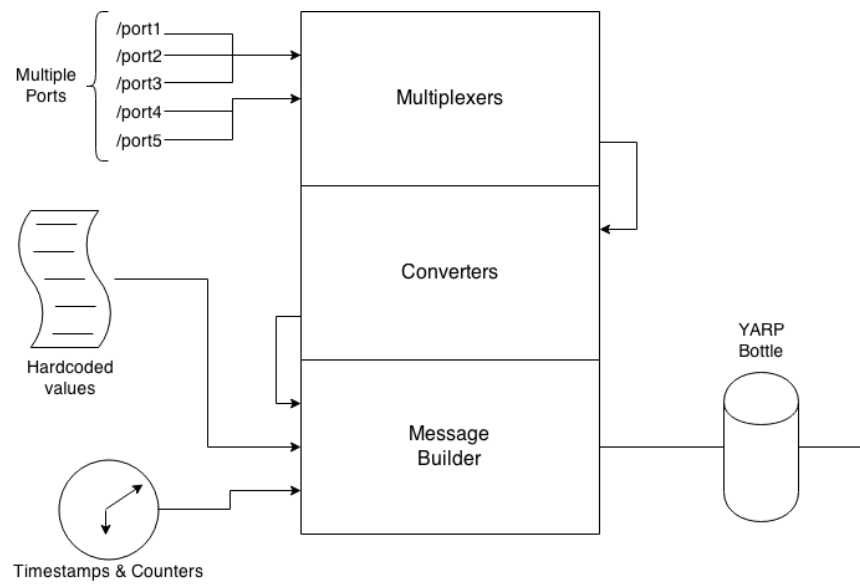 /port1
/port2
/port3
/port4
/port5
Multiple
Ports
Multiplexers
Converters
Hardcoded
values
YARP
Bottle
Message
Builder
Timestamps & Counters